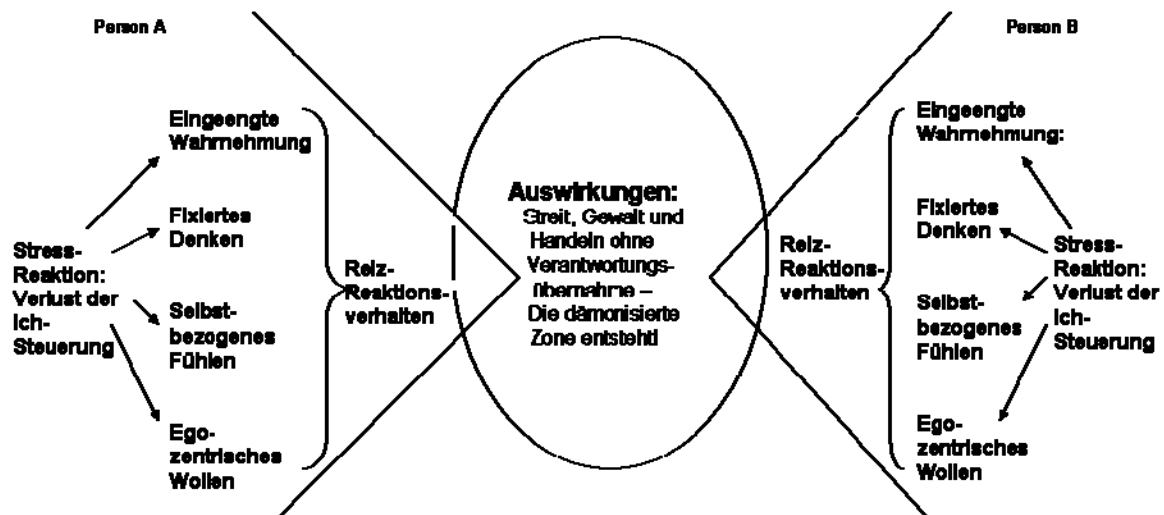 Person A
Person B
Eingeengte
Wahrnehmung
Fixiertes
Denken
Stress-
Reaktion:
Verlust der
Ich-
Steuerung
Selbst-
bezogenes
Fühlen
Ego-
zentrisches
Wollen
Reiz-
Reaktions-
verhalten
Auswirkungen:
Streit, Gewalt und
Handeln ohne
Verantwortungs-
übernahme –
Die dämonisierte
Zone entsteht!
Reiz-
Reaktions-
verhalten
Eingeengte
Wahrnehmung:
Fixiertes
Denken
Selbst-
bezogenes
Fühlen
Ego-
zentrisches
Wollen
Stress-
Reaktion:
Verlust der
Ich-
Steuerung